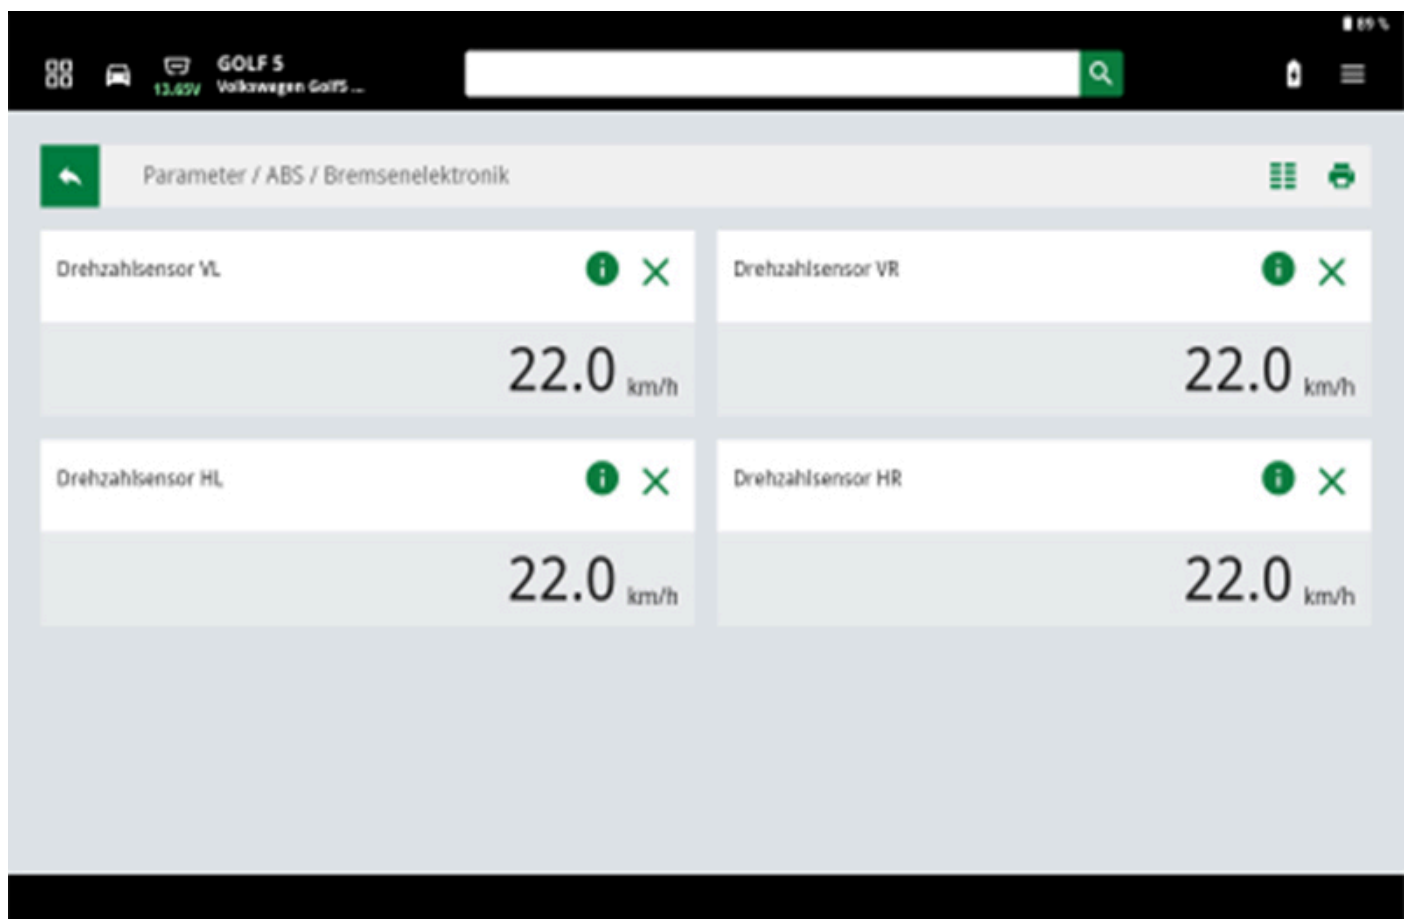 89 %
GOLF 5
13.65V Volkswagen Golf5 ...
Parameter / ABS / Bremsenelektronik
Drehzahlsensor VL
Drehzahlsensor VR
22.0 km/h
22.0 km/h
Drehzahlsensor HL
Drehzahlsensor HR
22.0 km/h
22.0 km/h